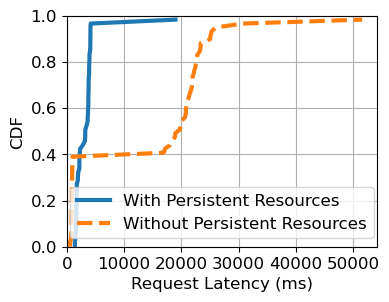 1.0
0.8
0.6
0.4
0.2
0.0
CDF
With Persistent Resources
Without Persistent Resources
0 10000 20000 30000 40000 50000
Request Latency (ms)